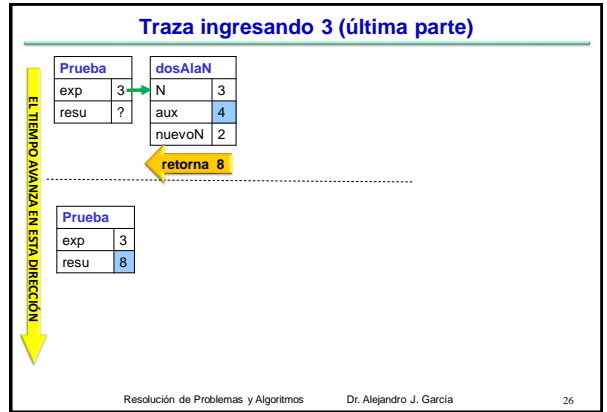 Traza ingresando 3 (última parte)
EL TIEMPO AVANZA EN ESTA DIRECCIÓN
Prueba
exp 3
resu ?
dosAlaN
N 3
aux 4
nuevoN 2
retorna 8
Prueba
exp 3
resu 8
Resolución de Problemas y Algoritmos Dr. Alejandro J. García 26